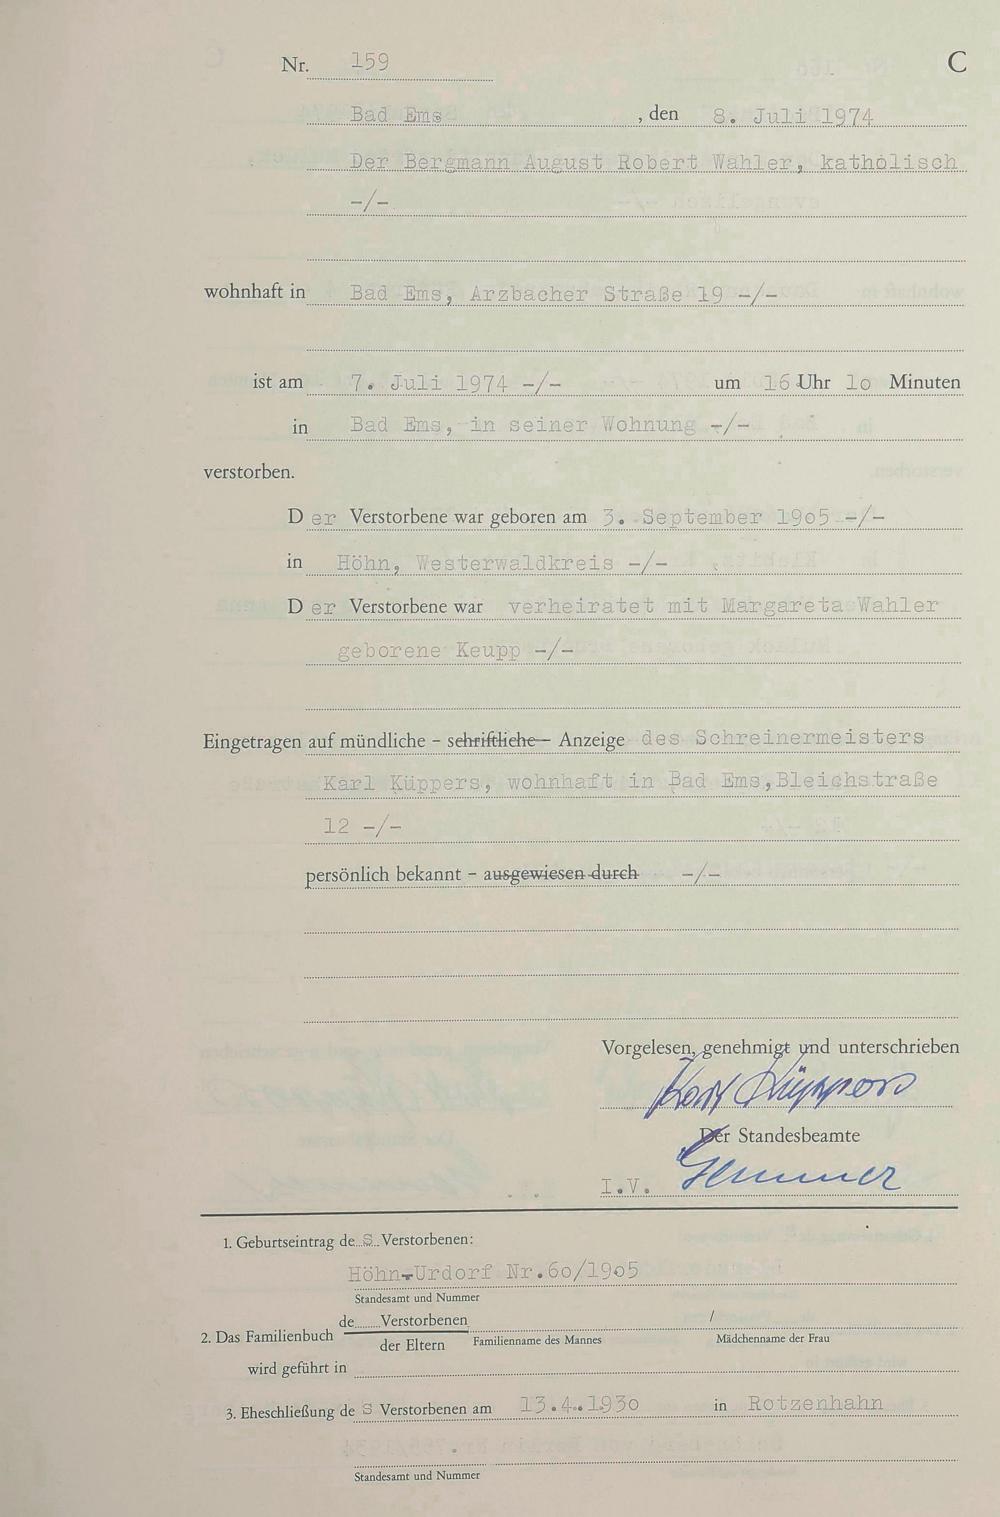 Nr. 159 C
Bad Ems , den 8. Juli 1974
Der Bergmann August Robert Wahler, katholisch
-/-
wohnhaft in Bad Ems, Arzbacher Straße 19 -/-
ist am 7. Juli 1974 -/- um 16 Uhr 1o Minuten
in Bad Ems, in seiner Wohnung -/-
verstorben.
D er Verstorbene war geboren am 3. September 19o5 -/-
in Höhn, Westerwaldkreis -/-
D er Verstorbene war verheiratet mit Margareta Wahler
geborene Keupp -/-
Eingetragen auf mündliche – schriftliche – Anzeige des Schreinermeisters
Karl Küppers, wohnhaft in Bad Ems,Bleichstraße
12 -/-
persönlich bekannt – ausgewiesen durch -/-
Vorgelesen, genehmigt und unterschrieben
Karl Küppers
Der Standesbeamte
I.V.
1. Geburtseintrag de s Verstorbenen:
Höhn-Urdorf Nr.6o/19o5
Standesamt und Nummer
de Verstorbenen /
2. Das Familienbuch der Eltern Familienname des Mannes Mädchenname der Frau
wird geführt in
3. Eheschließung de s Verstorbenen am 13.4.193o in Rotzenhahn
Standesamt und Nummer